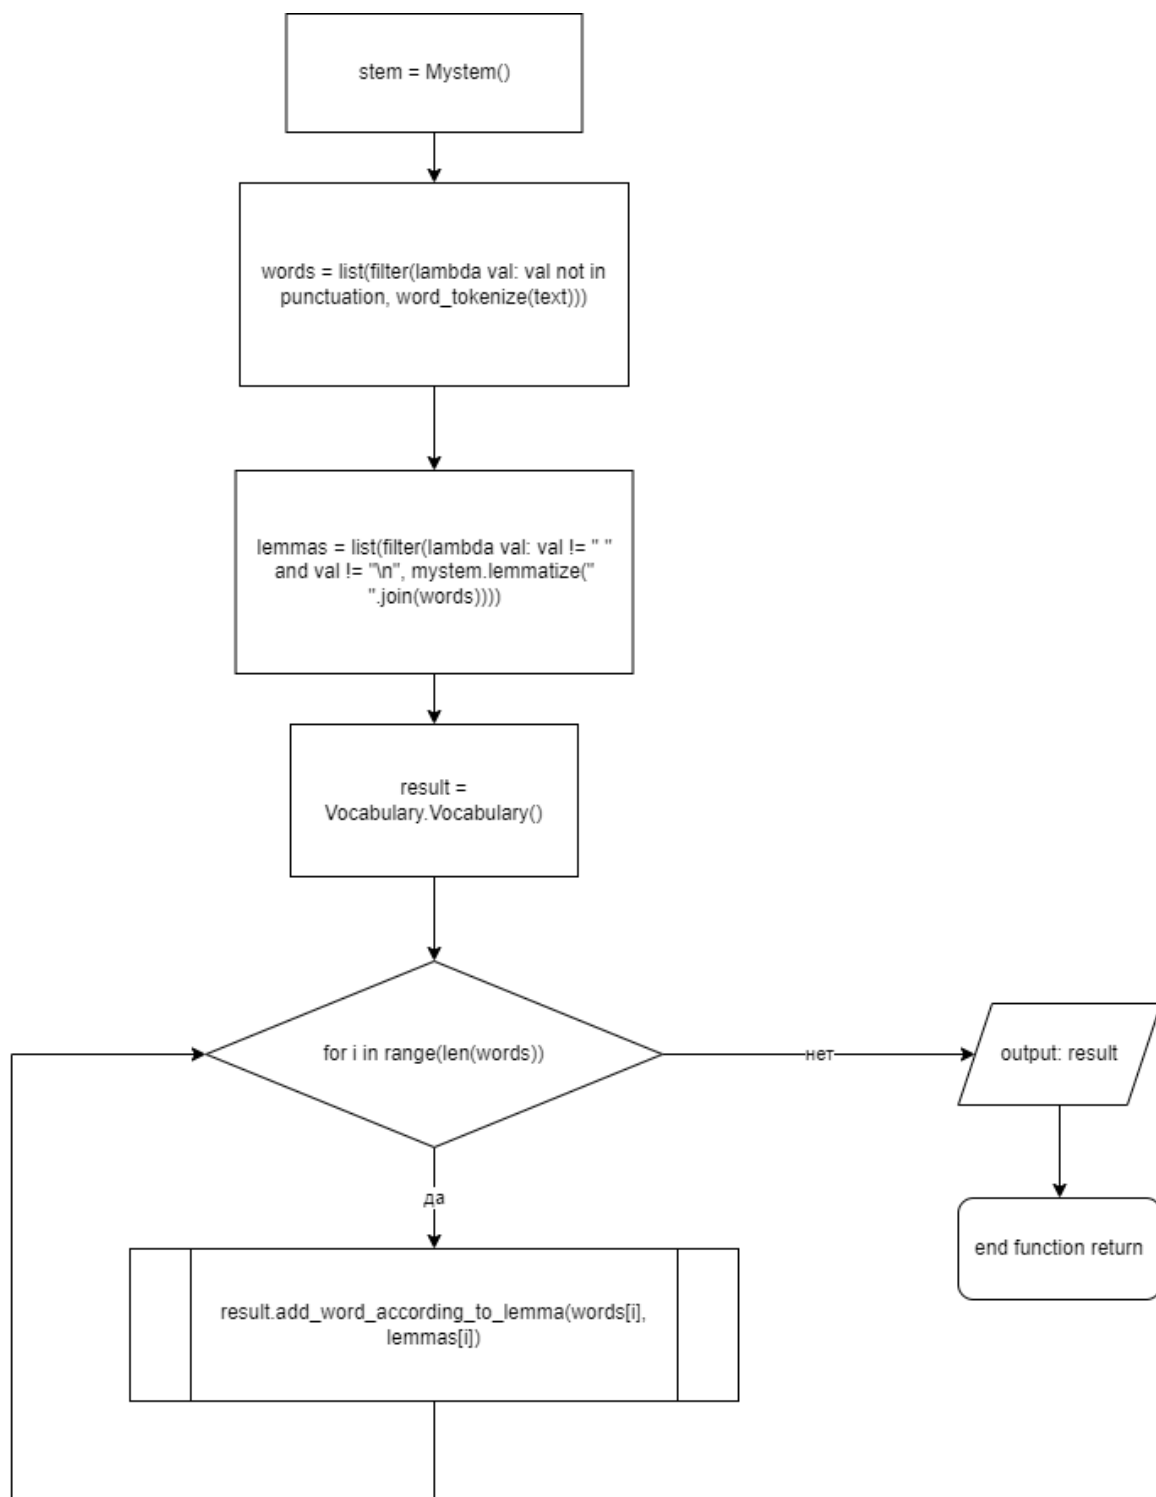 stem = Mystem()
words = list(filter(lambda val: val not in
punctuation, word_tokenize(text)))
lemmas = list(filter(lambda val: val != " "
and val != "\n", mystem.lemmatize("
".join(words))))
result =
Vocabulary.Vocabulary()
for i in range(len(words))
нет
output: result
да
end function return
result.add_word_according_to_lemma(words[i],
lemmas[i])